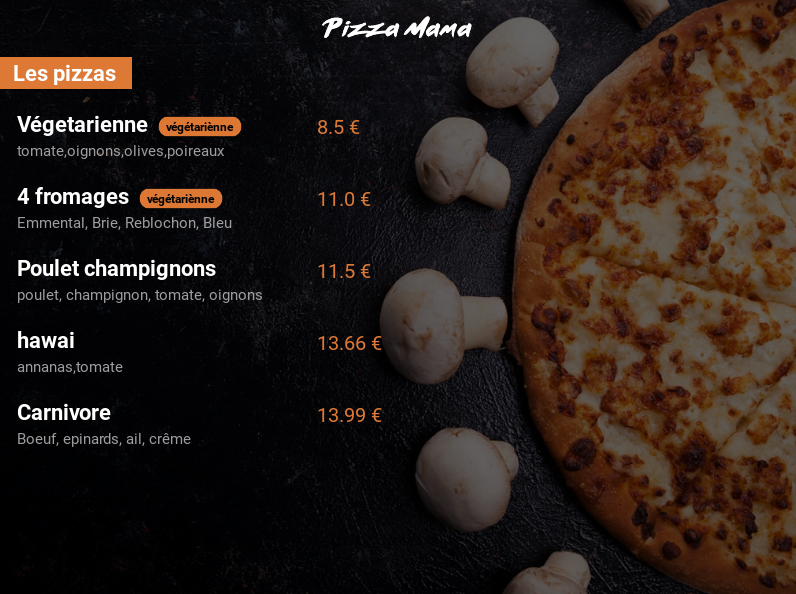 Pizza Mama
Les pizzas
Végetarienne végétariènne 8.5 €
tomate,oignons,olives,poireaux
4 fromages végétariènne 11.0 €
Emmental, Brie, Reblochon, Bleu
Poulet champignons 11.5 €
poulet, champignon, tomate, oignons
hawai 13.66 €
annanas,tomate
Carnivore 13.99 €
Boeuf, epinards, ail, crême